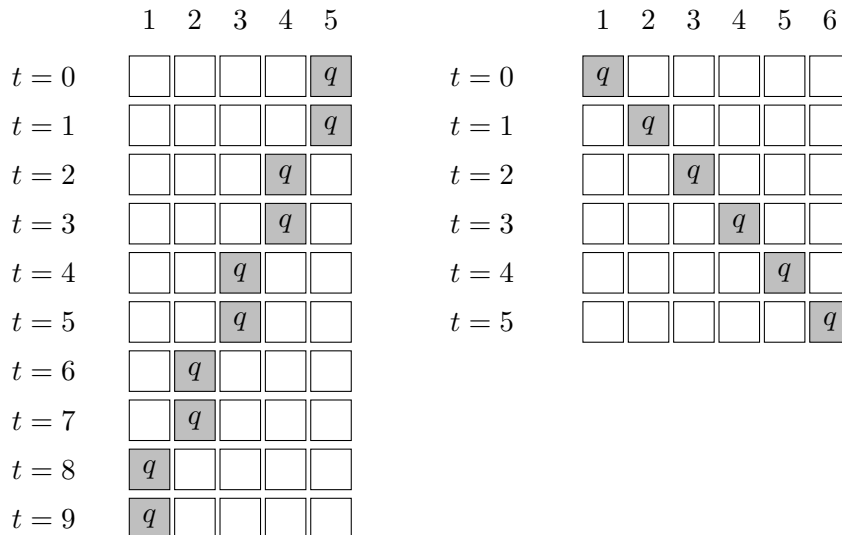 1 2 3 4 5 1 2 3 4 5 6
t = 0 q t = 0 q
t = 1 q t = 1 q
t = 2 q t = 2 q
t = 3 q t = 3 q
t = 4 q t = 4 q
t = 5 q t = 5 q
t = 6 q
t = 7 q
t = 8 q
t = 9 q